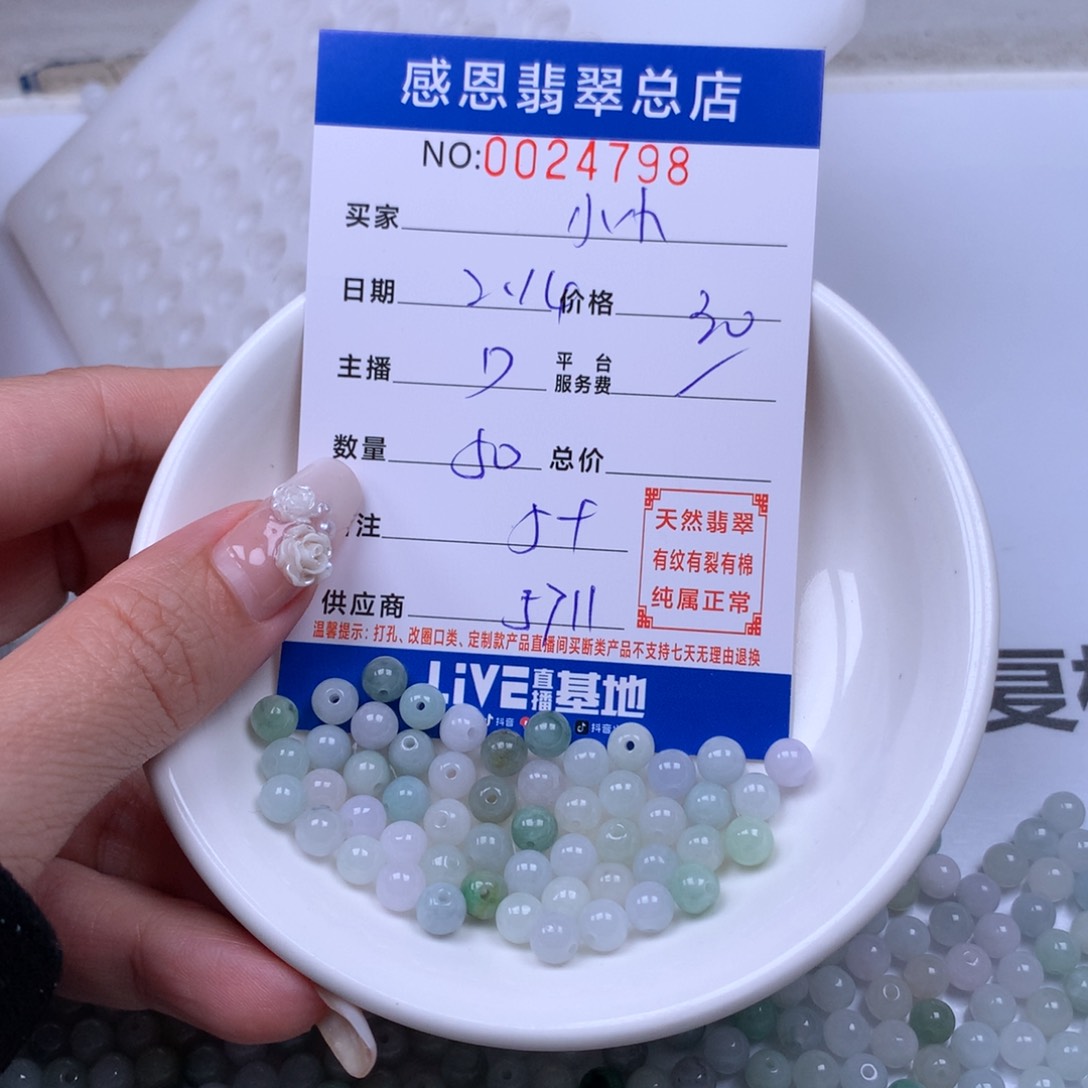 感恩翡翠总店
NO:0024798
买家 小巾
日期 2.14 价格 30
主播 平台服务费 /
数量 50 总价
注 5+
供应商 5711
天然翡翠
有纹有裂有棉
纯属正常
温馨提示：打孔、改圈口类、定制款产品直播间买断类产品不支持七天无理由退换
LiVE直播基地
抖音
抖音